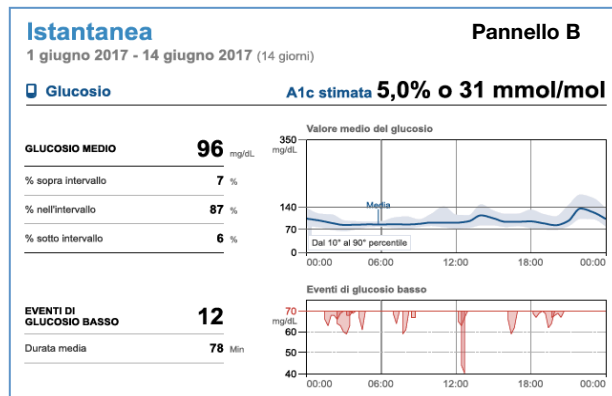 Istantanea
Pannello B
1 giugno 2017 - 14 giugno 2017 (14 giorni)
Glucosio
A1c stimata 5,0% o 31 mmol/mol
GLUCOSIO MEDIO 96 mg/dL
% sopra intervallo 7 %
% nell'intervallo 87 %
% sotto intervallo 6 %
Valore medio del glucosio
350
mg/dL
140
70
0
Media
Dal 10° al 90° percentile
00:00 06:00 12:00 18:00 00:00
EVENTI DI
GLUCOSIO BASSO 12
Durata media 78 Min
Eventi di glucosio basso
70
mg/dL
60
50
40
00:00 06:00 12:00 18:00 00:00